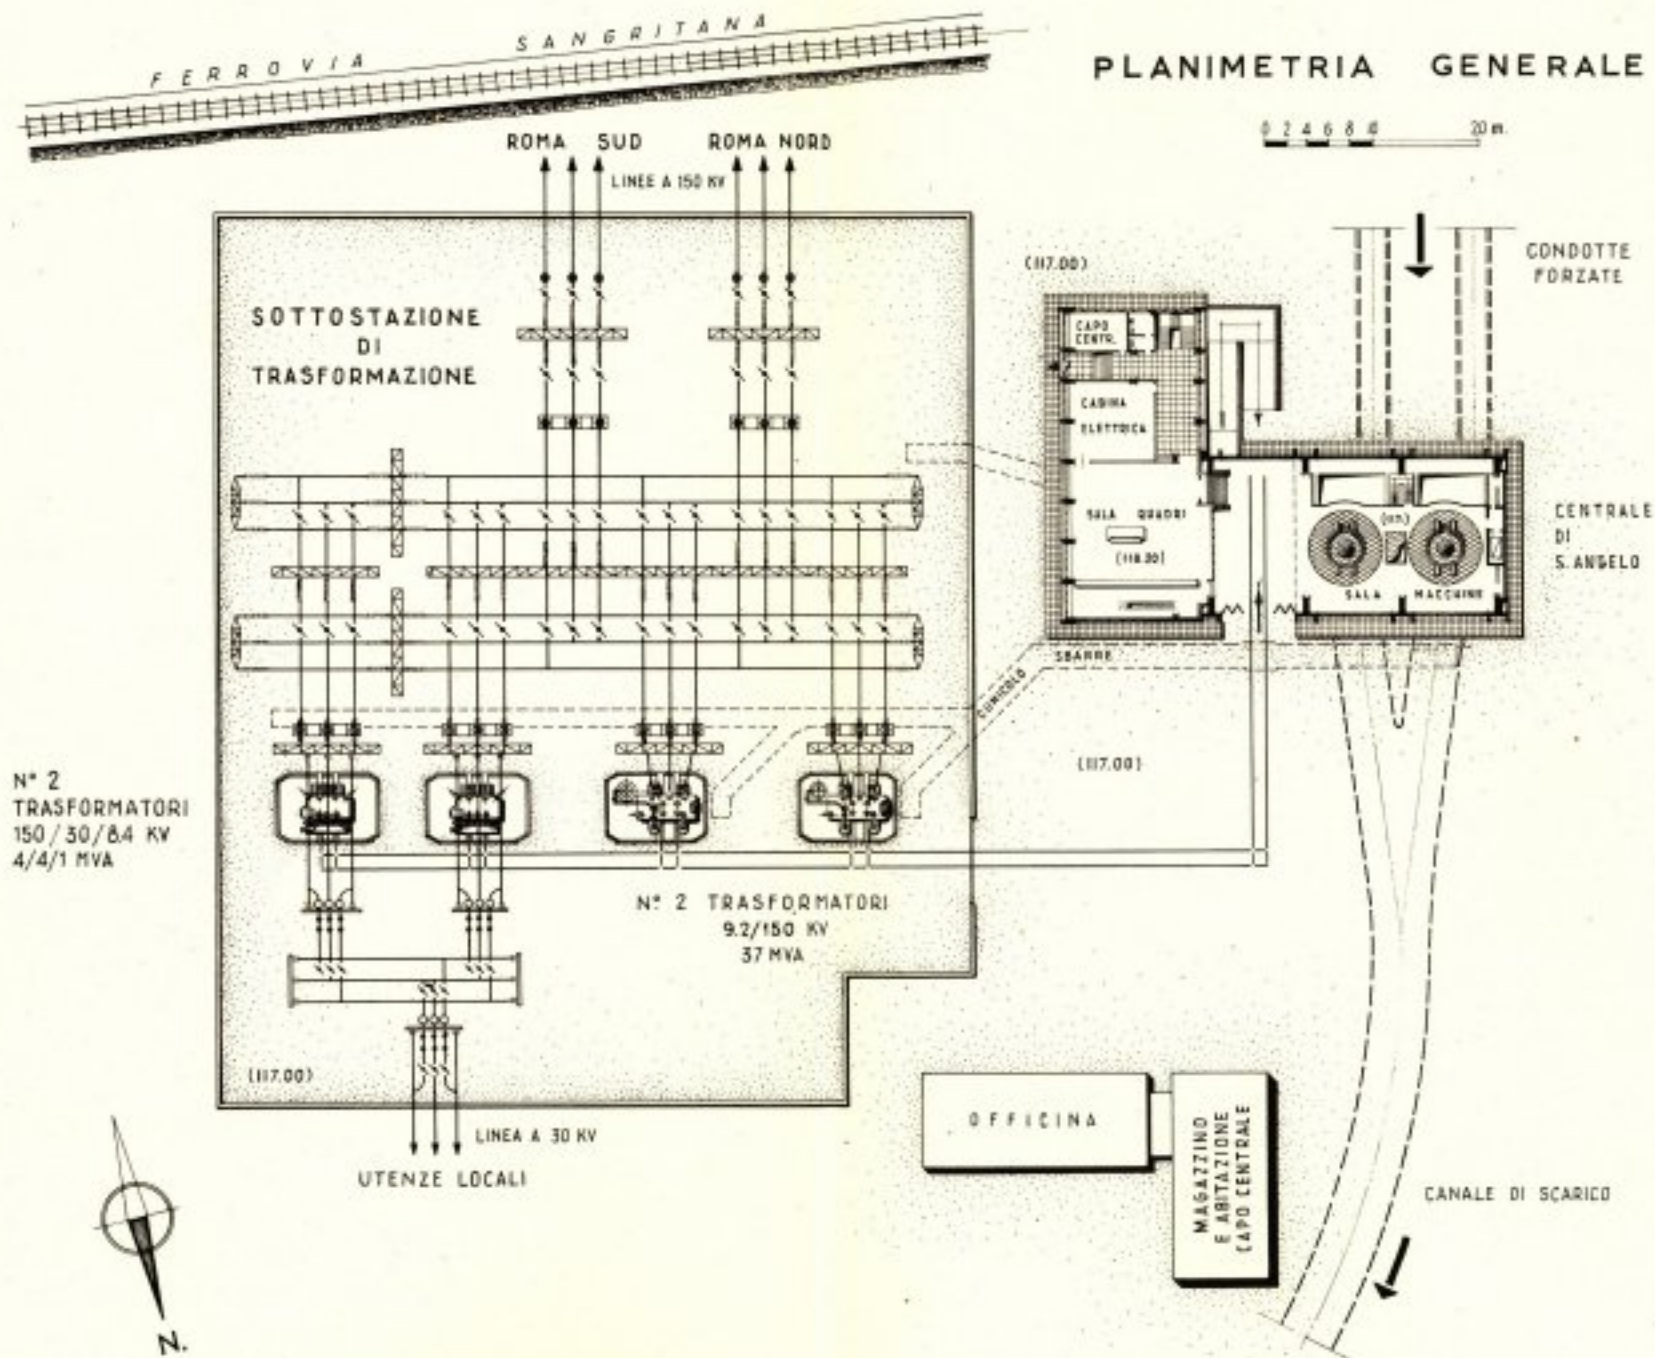 FERROVIA SANGRITANA
PLANIMETRIA GENERALE
0 2 4 6 8 10 20 m.
ROMA SUD
ROMA NORD
LINEE A 150 KV
SOTTOSTAZIONE
DI
TRASFORMAZIONE
(117.00)
CONDOTTE
FORZATE
CAPO
CENTR.
CABINA
ELETTRICA
SALA QUADRI
(118.20)
SALA MACCHINE
CENTRALE
DI
S. ANGELO
SBARRE
CUNICOLO
(117.00)
N° 2
TRASFORMATORI
150/30/8.4 KV
4/4/1 MVA
N° 2 TRASFORMATORI
9.2/150 KV
37 MVA
(117.00)
LINEA A 30 KV
UTENZE LOCALI
OFFICINA
MAGAZZINO
E ABITAZIONE
CAPO CENTRALE
CANALE DI SCARICO
N.